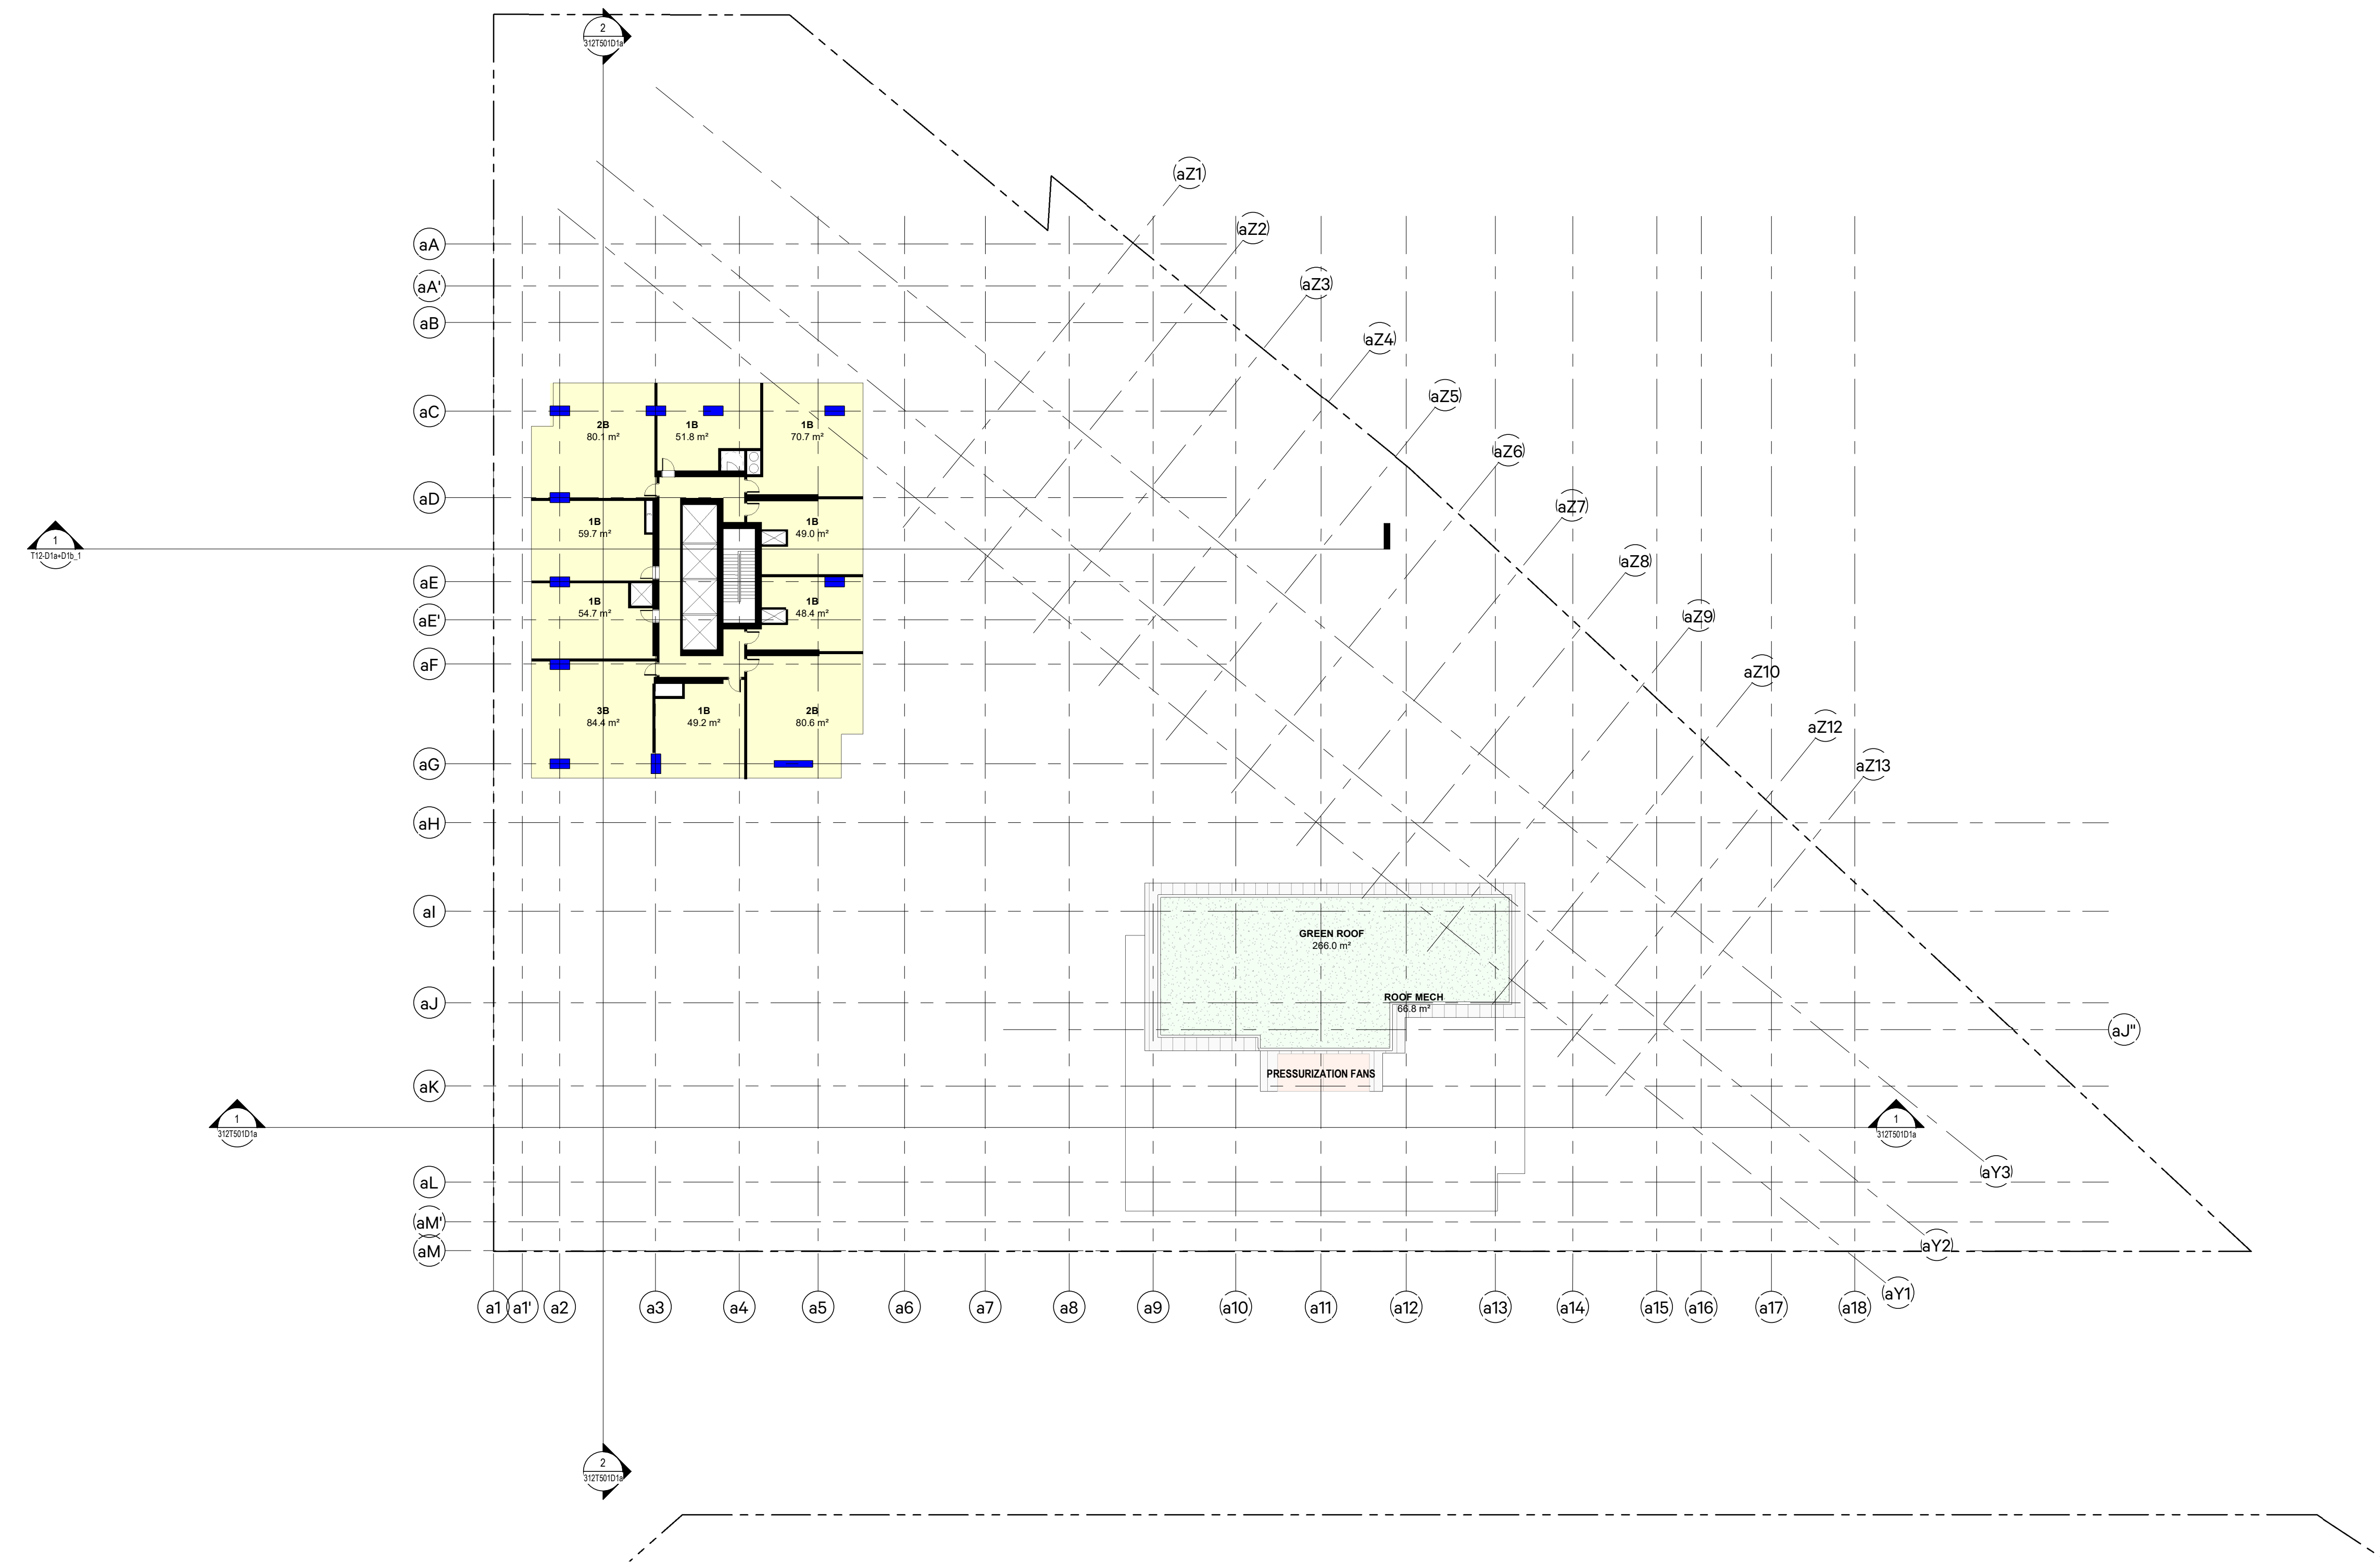 2
312T501D1a
aZ1
aZ2
aA
aZ3
aA'
aB
aZ4
aZ5
aC
2B
80.1 m²
1B
51.8 m²
1B
70.7 m²
aZ6
aD
aZ7
1B
59.7 m²
1B
49.0 m²
1
T12-D1a+D1b_1
aZ8
aE
1B
54.7 m²
1B
48.4 m²
aE'
aZ9
aF
aZ10
3B
84.4 m²
1B
49.2 m²
2B
80.6 m²
aZ12
aG
aZ13
aH
aI
GREEN ROOF
266.0 m²
aJ
ROOF MECH
66.8 m²
aJ"
aK
PRESSURIZATION FANS
1
312T501D1a
1
312T501D1a
aL
aY3
aM'
aM
aY2
aY1
a1
a1'
a2
a3
a4
a5
a6
a7
a8
a9
a10
a11
a12
a13
a14
a15
a16
a17
a18
2
312T501D1a